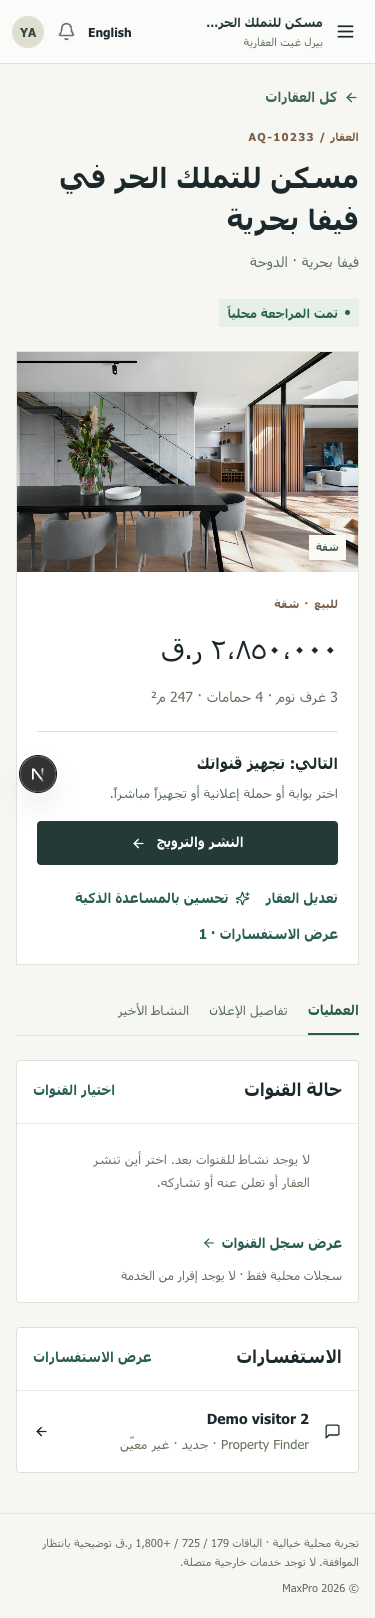 مسكن للتملك الحر...
بيرل غيت العقارية
English
YA
كل العقارات ←
العقار / AQ-10233
مسكن للتملك الحر في
فيفا بحرية
فيفا بحرية · الدوحة
• تمت المراجعة محلياً
شقة
للبيع · شقة
٢،٨٥٠،٠٠٠ ر.ق
3 غرف نوم · 4 حمامات · 247 م²
التالي: تجهيز قنواتك
اختر بوابة أو حملة إعلانية أو تجهيزاً مباشراً.
النشر والترويج ←
تعديل العقار
تحسين بالمساعدة الذكية
عرض الاستفسارات · 1
العمليات
تفاصيل الإعلان
النشاط الأخير
حالة القنوات
اختيار القنوات
لا يوجد نشاط للقنوات بعد. اختر أين تنشر
العقار أو تعلن عنه أو تشاركه.
عرض سجل القنوات ←
سجلات محلية فقط · لا يوجد إقرار من الخدمة
الاستفسارات
عرض الاستفسارات
Demo visitor 2
Property Finder · جديد · غير معيّن
تجربة محلية خيالية · الباقات 179 / 725 / +1,800 ر.ق توضيحية بانتظار
الموافقة. لا توجد خدمات خارجية متصلة.
© 2026 MaxPro